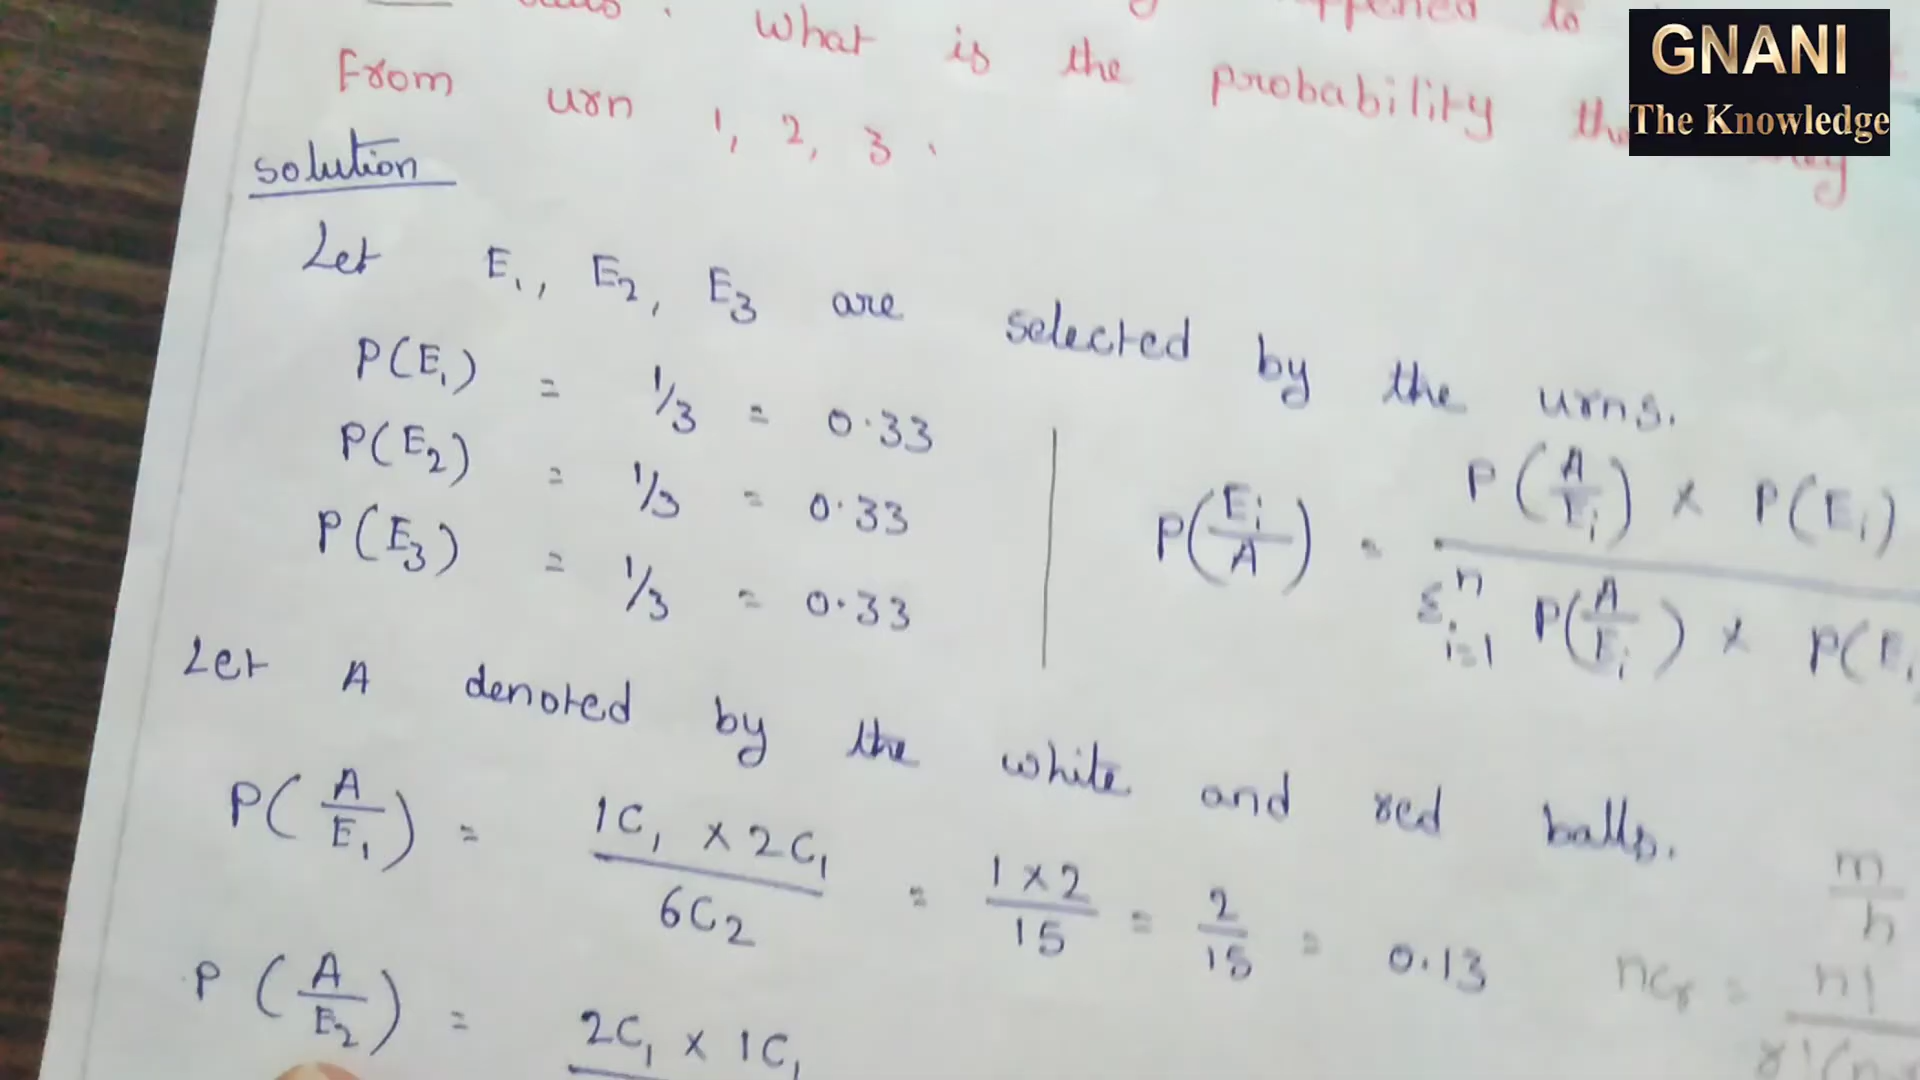 What is the probability
From urn 1, 2, 3.
GNANI
The Knowledge
Solution
Let E₁, E₂, E₃ are selected by the urns.
P(E₁) = 1/3 = 0.33
P(E₂) = 1/3 = 0.33
P(E₃) = 1/3 = 0.33
P(Ei/A) = P(A/Ei) × P(Ei) / Σⁿi=1 P(A/Ei) × P(E
Let A denoted by the white and red balls.
P(A/E₁) = 1C₁ × 2C₁ / 6C₂ = 1 × 2 / 15 = 2/15 = 0.13
m/n
nCr = n!
P(A/E₂) = 2C₁ × 1C₁